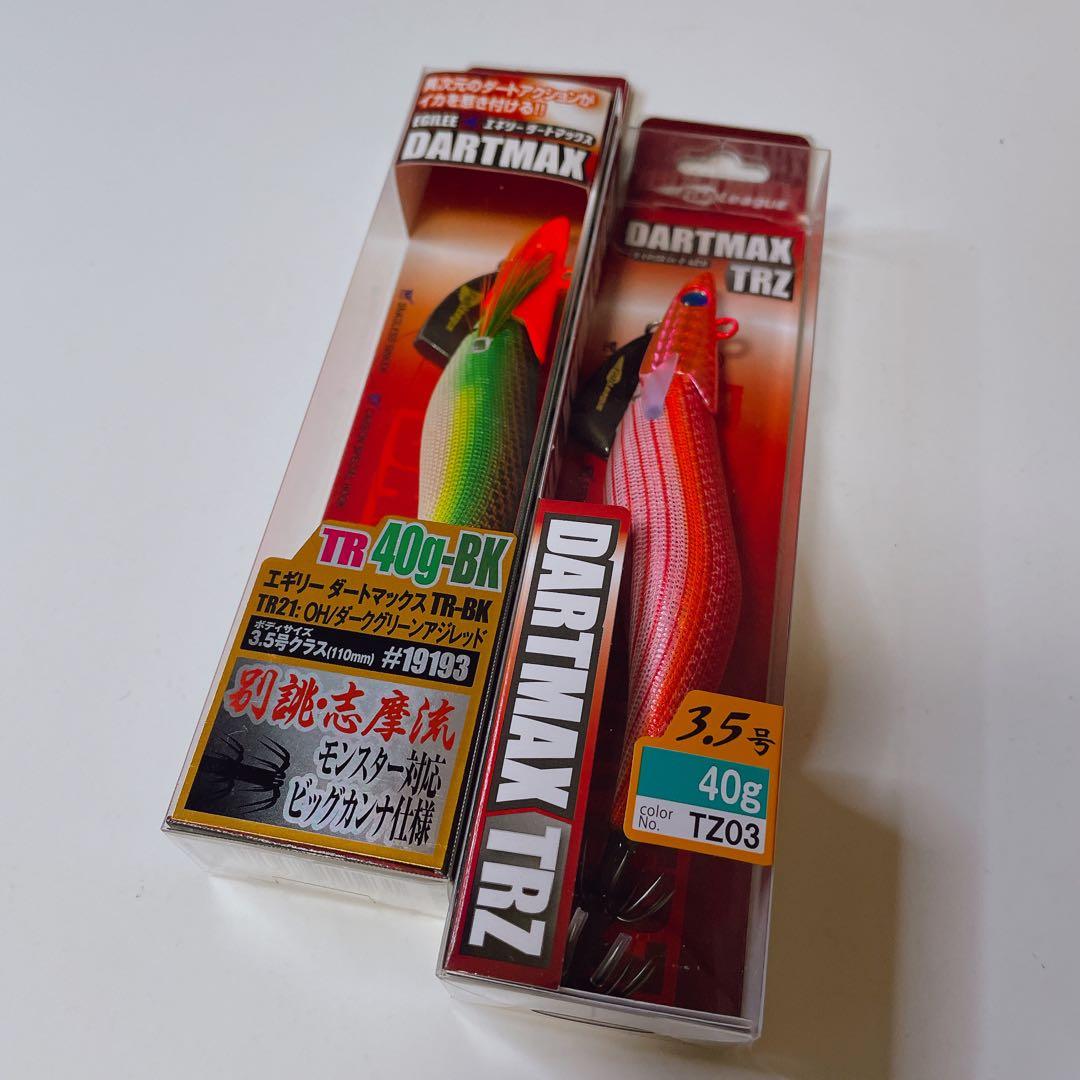 異次元のダートアクションが
イカを惹き付ける!!
EGILEE エギリー ダートマックス
DARTMAX
SNAGLESS SINKER
TR 40g-BK
エギリー ダートマックス TR-BK
TR21: OH/ダークグリーンアジレッド
ボディサイズ
3.5号クラス(110mm) #19193
別誂・志摩流
モンスター対応
ビッグカンナ仕様
League
DARTMAX
TRZ
DARTMAX TRZ
3.5号
40g
color
No. TZ03